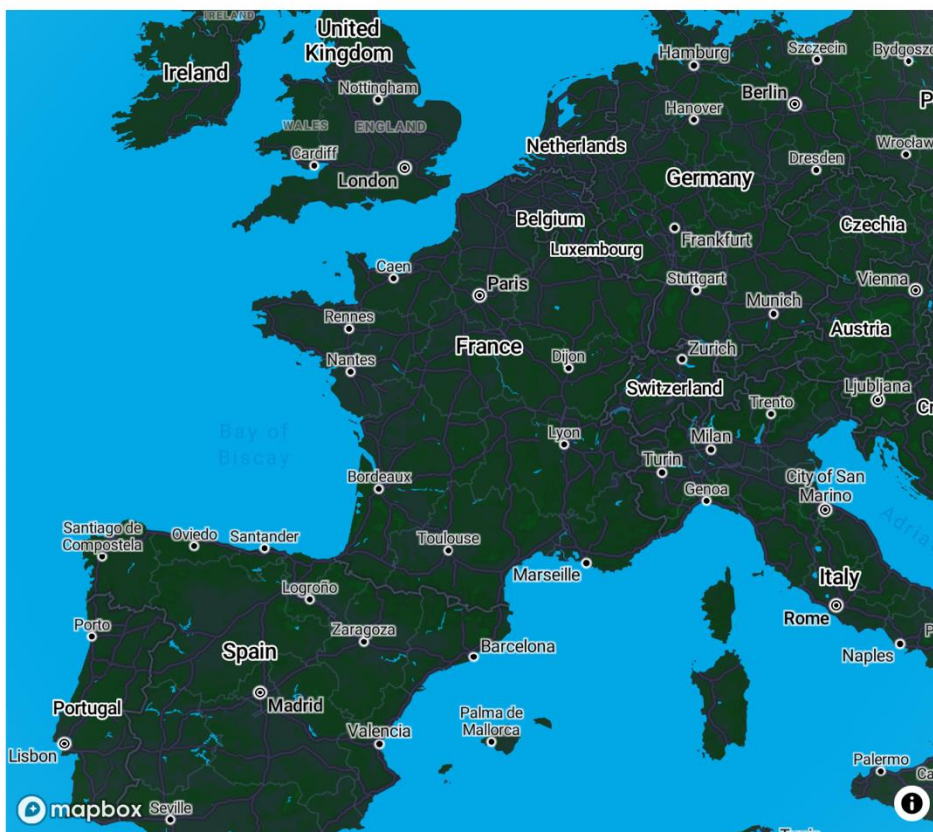 IRELAND
United
Kingdom
Ireland
Nottingham
WALES
ENGLAND
Cardiff
London
Hamburg
Szczecin
Hanover
Berlin
Netherlands
Dresden
Germany
Belgium
Luxembourg
Frankfurt
Czechia
Caen
Paris
Stuttgart
Munich
Vienna
Rennes
France
Dijon
Zurich
Austria
Nantes
Switzerland
Trento
Ljubljana
Bay of
Biscay
Lyon
Milan
Turin
Bordeaux
Genoa
City of San
Marino
Santiago de
Compostela
Oviedo
Santander
Toulouse
Marseille
Logroño
Italy
Rome
Porto
Zaragoza
Barcelona
Naples
Spain
Madrid
Portugal
Lisbon
Valencia
Palma de
Mallorca
Palermo
mapbox
Seville